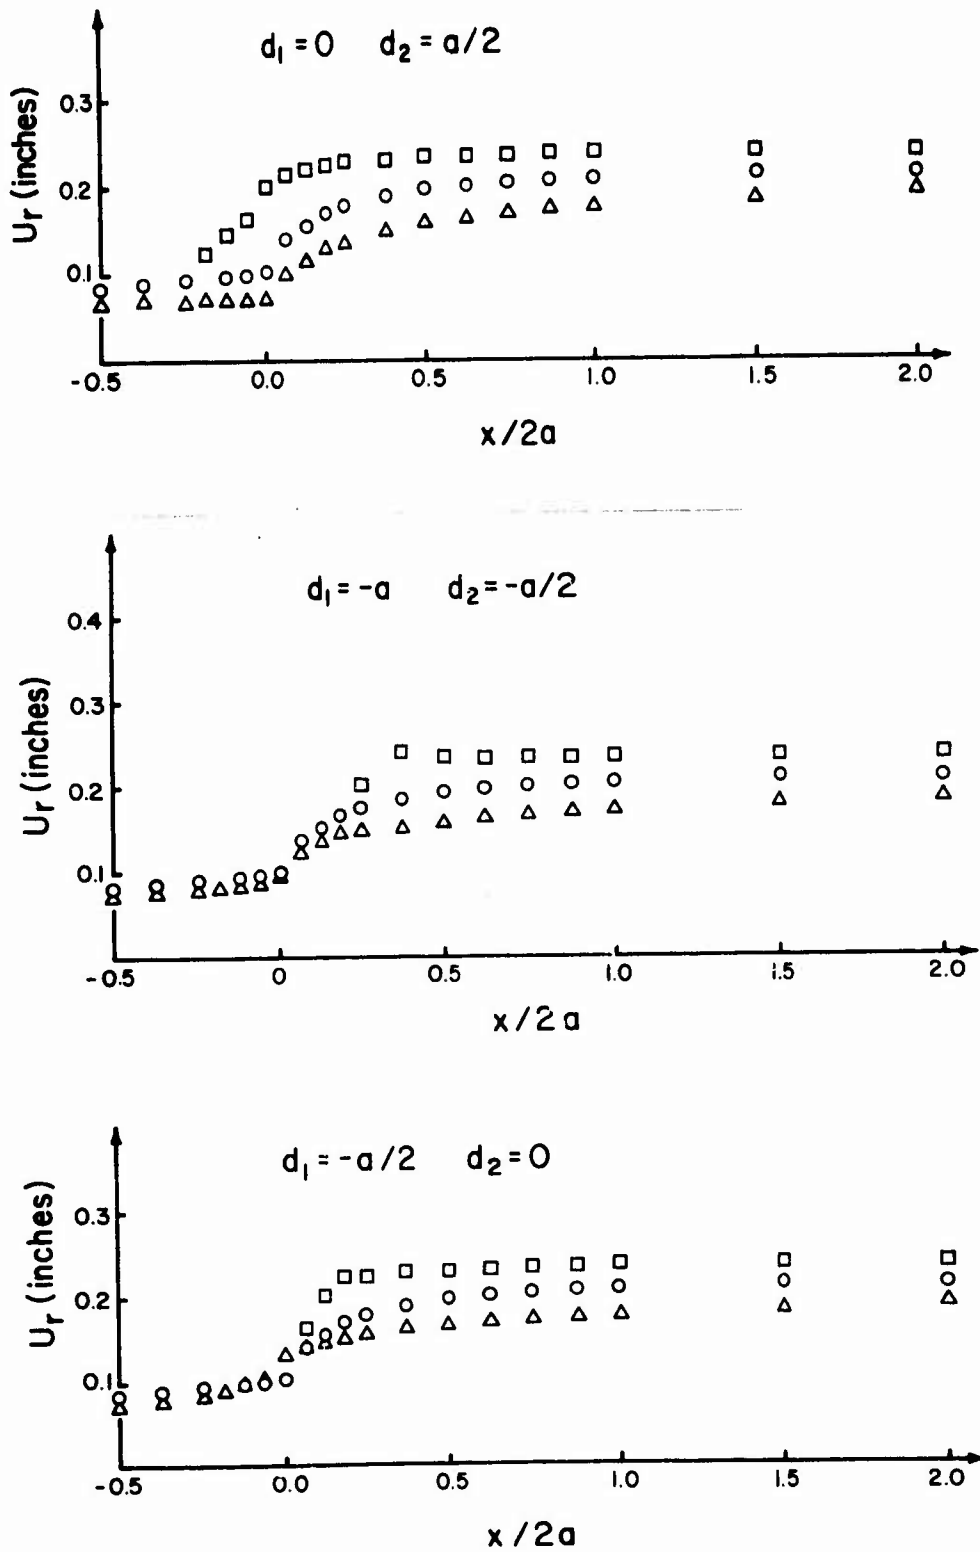 d₁ = 0 d₂ = a/2
Uᵣ (inches)
0.3
0.2
0.1
-0.5 0.0 0.5 1.0 1.5 2.0
x/2a
d₁ = -a d₂ = -a/2
Uᵣ (inches)
0.4
0.3
0.2
0.1
-0.5 0 0.5 1.0 1.5 2.0
x/2a
d₁ = -a/2 d₂ = 0
Uᵣ (inches)
0.3
0.2
0.1
-0.5 0.0 0.5 1.0 1.5 2.0
x/2a